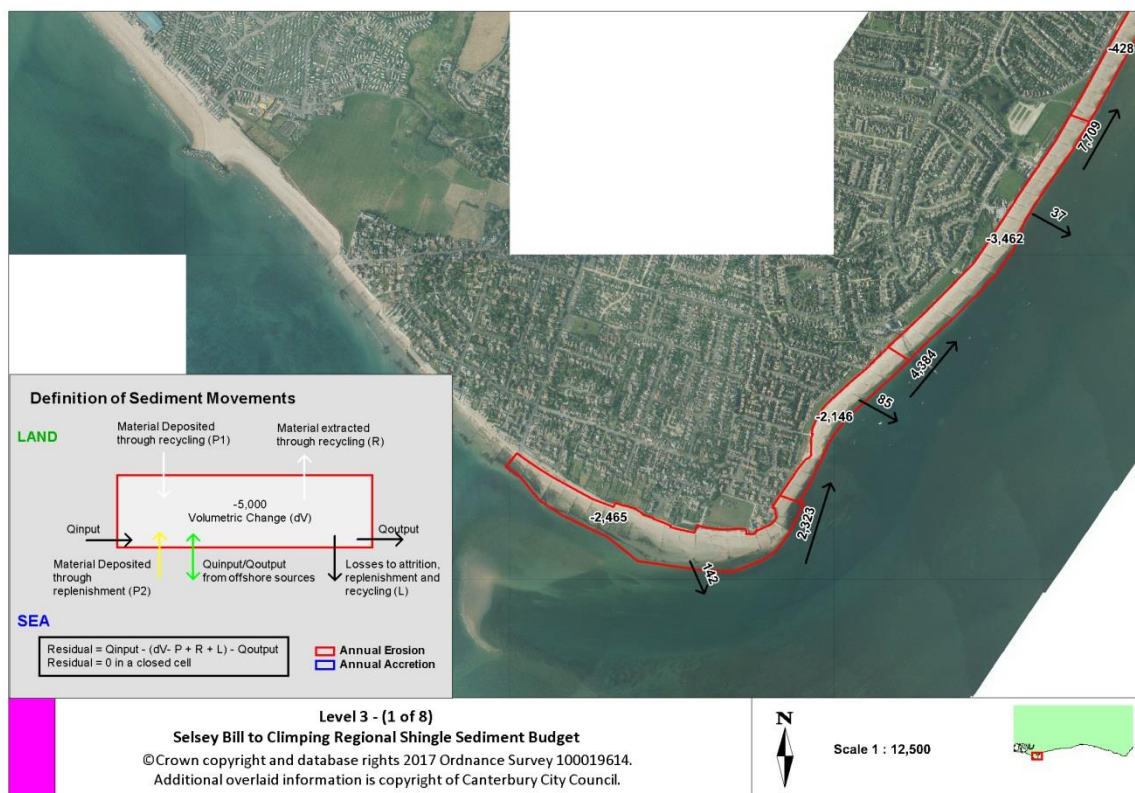 -428
7,709
37
-3,462
4,384
85
-2,146
2,323
-2,465
142
Definition of Sediment Movements
LAND
Material Deposited
through recycling (P1)
Material extracted
through recycling (R)
-5,000
Volumetric Change (dV)
Qinput
Qoutput
Material Deposited
through
replenishment (P2)
Quinput/Qoutput
from offshore sources
Losses to attrition,
replenishment and
recycling (L)
SEA
Residual = Qinput - (dV- P + R + L) - Qoutput
Residual = 0 in a closed cell
Annual Erosion
Annual Accretion
Level 3 - (1 of 8)
Selsey Bill to Climping Regional Shingle Sediment Budget
©Crown copyright and database rights 2017 Ordnance Survey 100019614.
Additional overlaid information is copyright of Canterbury City Council.
N
Scale 1 : 12,500